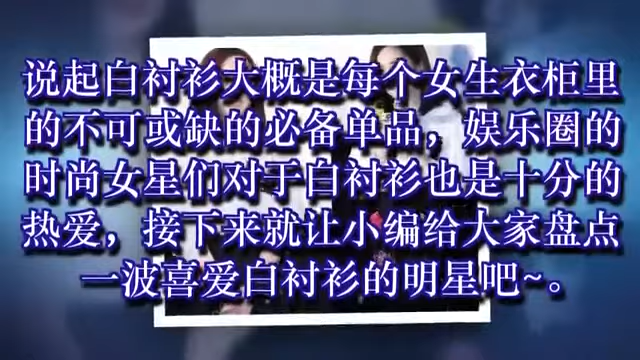 说起白衬衫大概是每个女生衣柜里
的不可或缺的必备单品，娱乐圈的
时尚女星们对于白衬衫也是十分的
热爱，接下来就让小编给大家盘点
一波喜爱白衬衫的明星吧~。